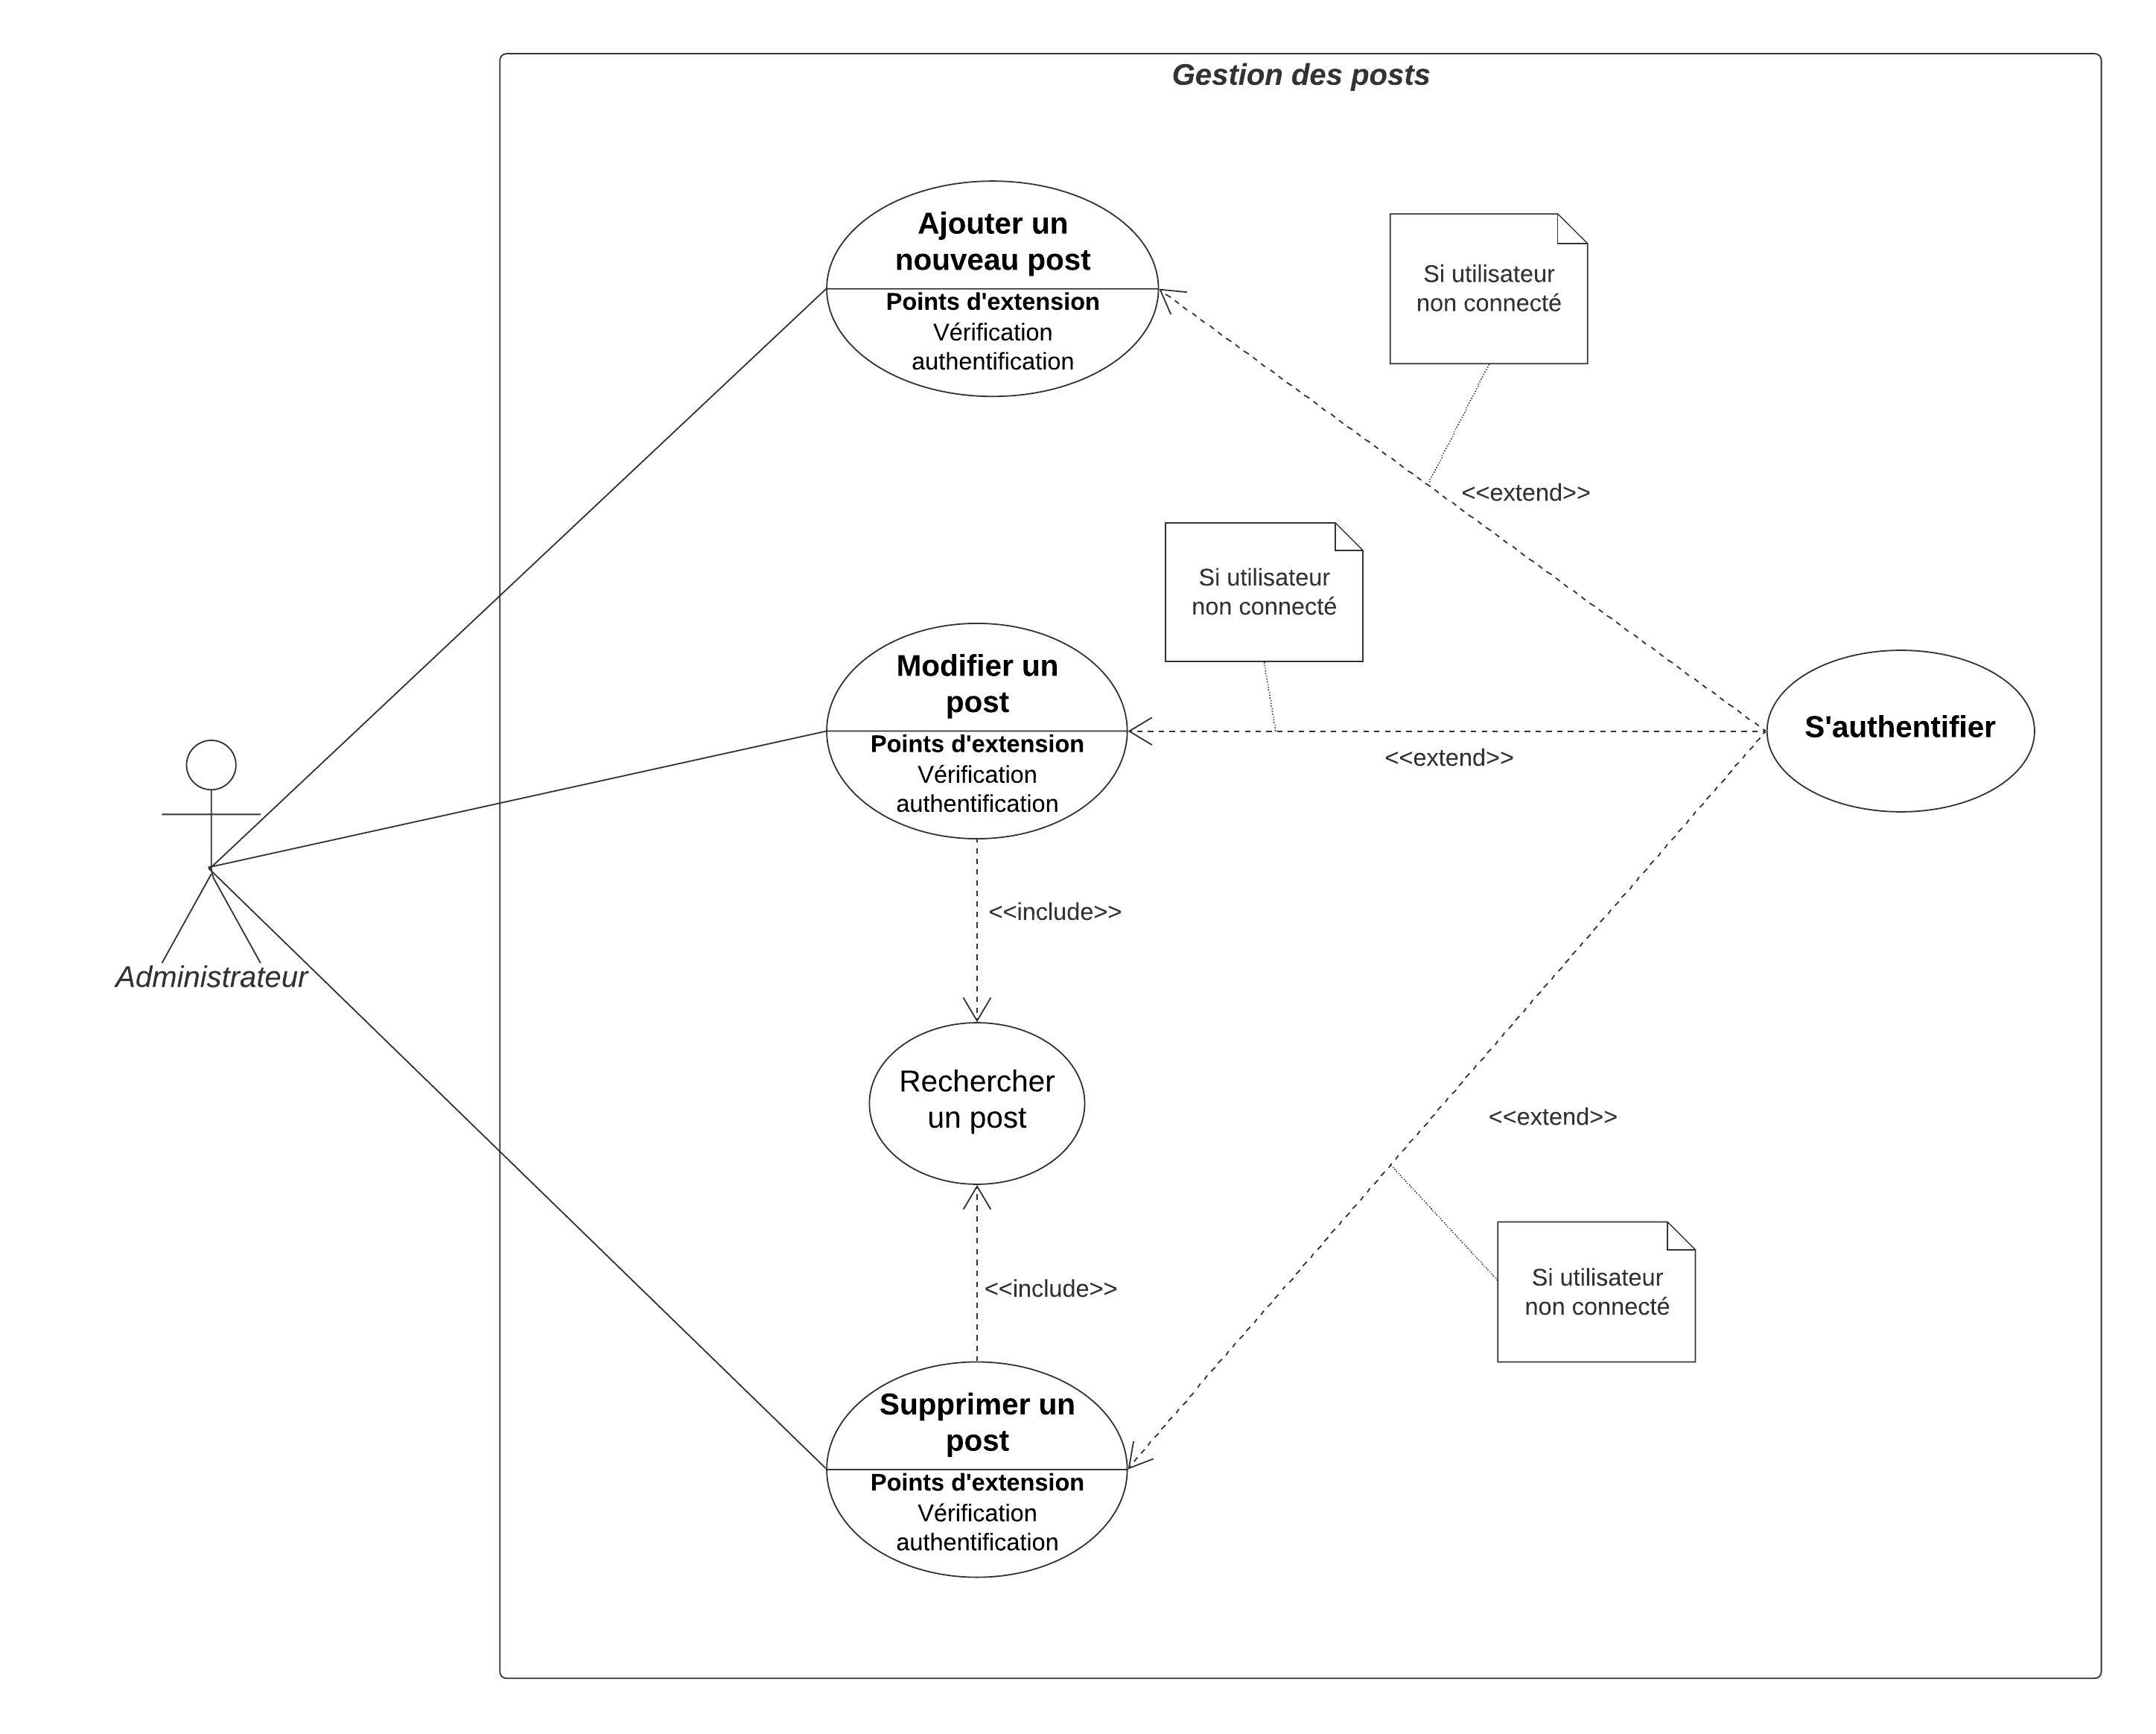 Gestion des posts
Ajouter un
nouveau post
Points d'extension
Vérification
authentification
Si utilisateur
non connecté
<<extend>>
Si utilisateur
non connecté
Modifier un
post
Points d'extension
Vérification
authentification
<<extend>>
S'authentifier
Administrateur
<<include>>
Rechercher
un post
<<extend>>
<<include>>
Si utilisateur
non connecté
Supprimer un
post
Points d'extension
Vérification
authentification